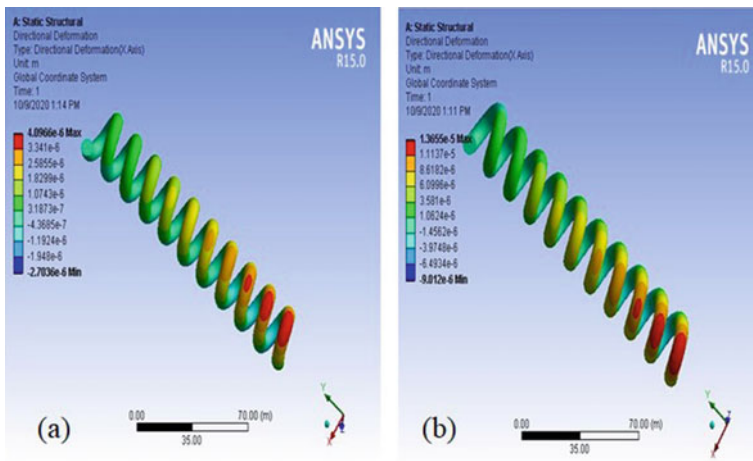 A: Static Structural
Directional Deformation
Type: Directional Deformation(X Axis)
Unit: m
Global Coordinate System
Time: 1
10/9/2020 1:14 PM
ANSYS
R15.0
4.0966e-6 Max
3.341e-6
2.5855e-6
1.8299e-6
1.0743e-6
3.1873e-7
-4.3685e-7
-1.1924e-6
-1.948e-6
-2.7036e-6 Min
(a)
0.00
70.00 (m)
35.00
Y
X
Z
A: Static Structural
Directional Deformation
Type: Directional Deformation(X Axis)
Unit: m
Global Coordinate System
Time: 1
10/9/2020 1:11 PM
ANSYS
R15.0
1.3655e-5 Max
1.1137e-5
8.6182e-6
6.0996e-6
3.581e-6
1.0624e-6
-1.4562e-6
-3.9748e-6
-6.4934e-6
-9.012e-6 Min
(b)
0.00
70.00 (m)
35.00
Y
X